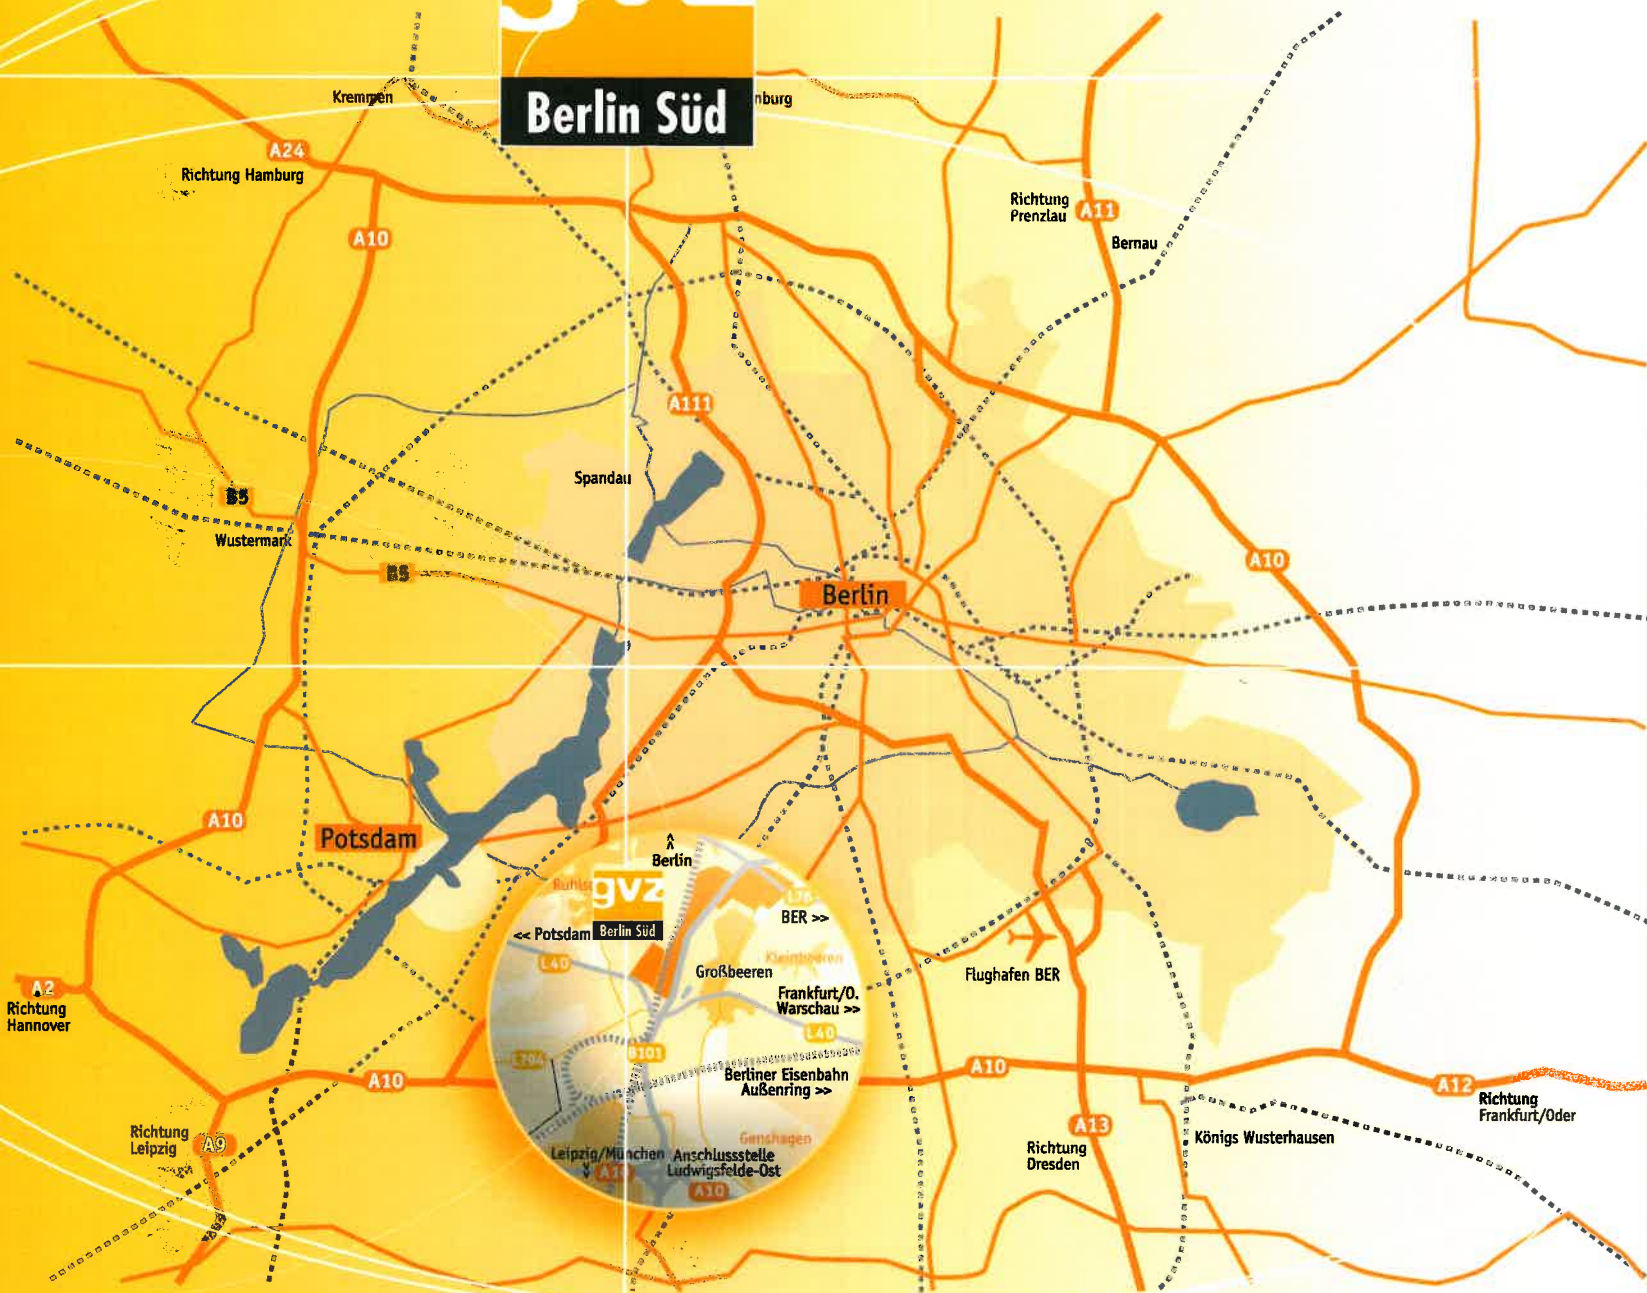 gvz
Berlin Süd
Kremmen
nburg
A24
Richtung Hamburg
A10
Richtung
Prenzlau
A11
Bernau
A111
Spandau
B5
Wustermark
B5
A10
Berlin
A10
Potsdam
Berlin
gvz
Berlin Süd
<< Potsdam
BER >>
L40
Kleinbeeren
Großbeeren
Frankfurt/O.
Warschau >>
L40
B101
Berliner Eisenbahn
Außenring >>
Genshagen
Leipzig/München
Anschlussstelle
Ludwigsfelde-Ost
A10
A10
Flughafen BER
A2
Richtung
Hannover
A10
A10
A12
Richtung
Frankfurt/Oder
Richtung
Leipzig
A9
A13
Richtung
Dresden
Königs Wusterhausen